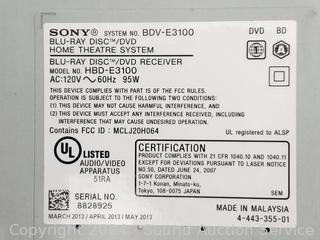 SONY® SYSTEM NO. BDV-E3100
BLU-RAY DISC™/DVD
HOME THEATRE SYSTEM
DVD BD
BLU-RAY DISC™/DVD RECEIVER
MODEL NO. HBD-E3100
AC:120V ~ 60Hz 95W
THIS DEVICE COMPLIES WITH PART 15 OF THE FCC RULES.
OPERATION IS SUBJECT TO THE FOLLOWING TWO CONDITIONS:
(1) THIS DEVICE MAY NOT CAUSE HARMFUL INTERFERENCE, AND
(2) THIS DEVICE MUST ACCEPT ANY INTERFERENCE RECEIVED,
INCLUDING INTERFERENCE THAT MAY CAUSE UNDESIRED OPERATION.
Contains FCC ID : MCLJ20H064
UL registered to ALSP
UL® LISTED
AUDIO/VIDEO
APPARATUS
51RA
CERTIFICATION
COMPLIES WITH 21 CFR 1040.10 AND 1040.11
EXCEPT FOR DEVIATIONS PURSUANT TO LASER NOTICE
NO.50, DATED JUNE 24, 2007
SONY CORPORATION
1-7-1 Konan, Minato-ku,
Tokyo, 108-0075 JAPAN
SEM
SERIAL NO.
8828925
MARCH 2013 / APRIL 2013 / MAY 2013
MADE IN MALAYSIA
4-443-355-01